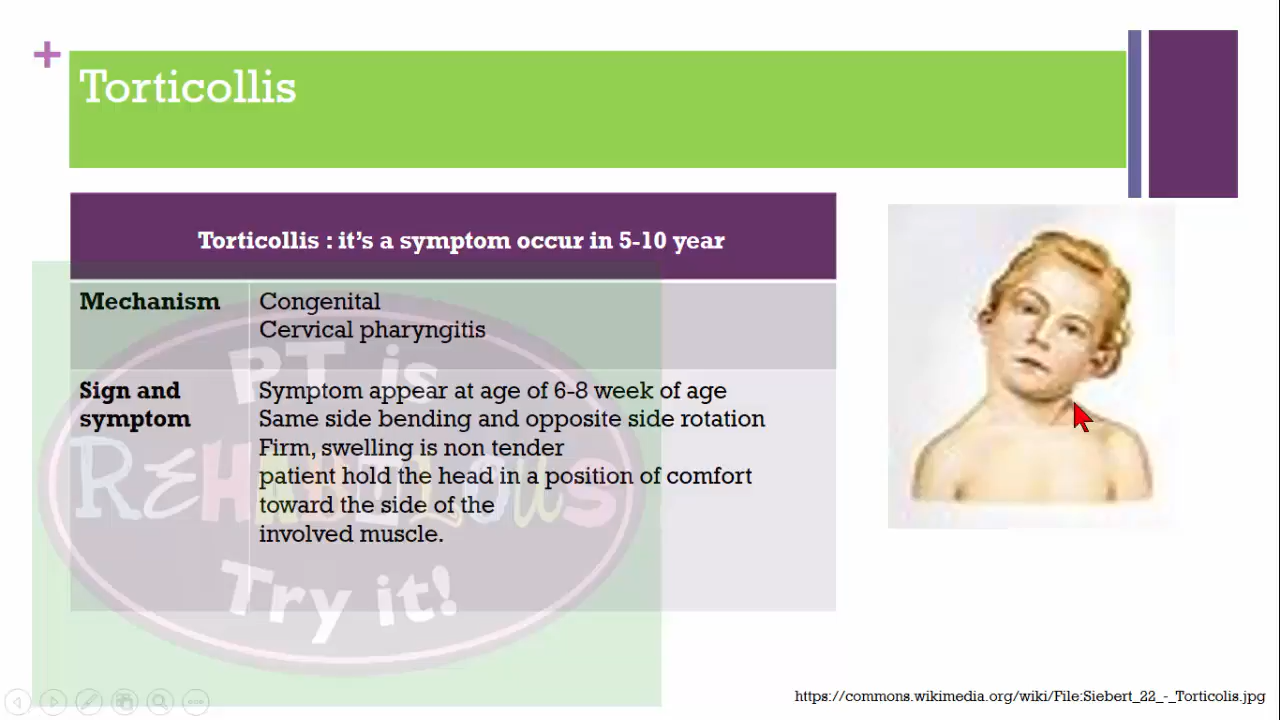 Torticollis
Torticollis : it's a symptom occur in 5-10 year
Mechanism
Congenital
Cervical pharyngitis
Sign and
symptom
Symptom appear at age of 6-8 week of age
Same side bending and opposite side rotation
Firm, swelling is non tender
patient hold the head in a position of comfort
toward the side of the
involved muscle.
PT is
REHABULOUS
Try it!
https://commons.wikimedia.org/wiki/File:Siebert_22_-_Torticolis.jpg